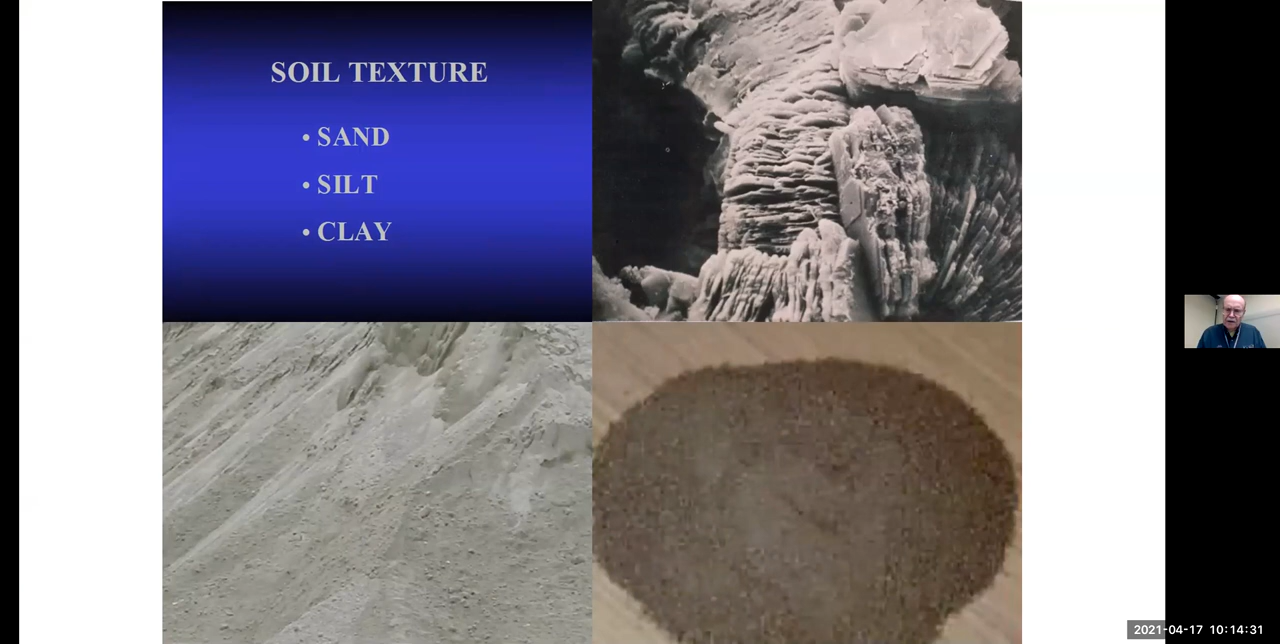 SOIL TEXTURE
• SAND
• SILT
• CLAY
2021-04-17 10:14:31